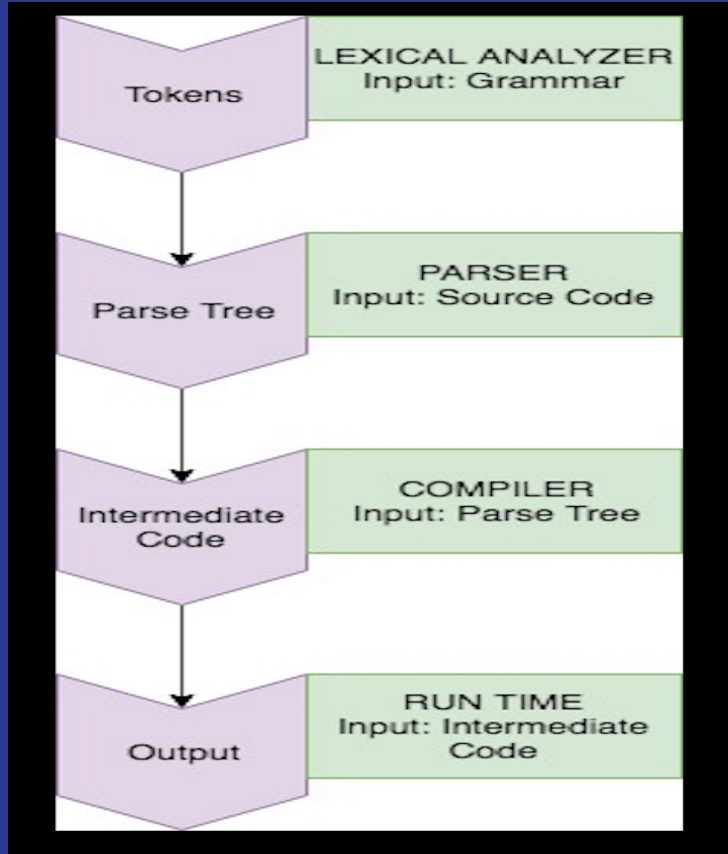 Tokens
LEXICAL ANALYZER
Input: Grammar
Parse Tree
PARSER
Input: Source Code
Intermediate
Code
COMPILER
Input: Parse Tree
Output
RUN TIME
Input: Intermediate
Code